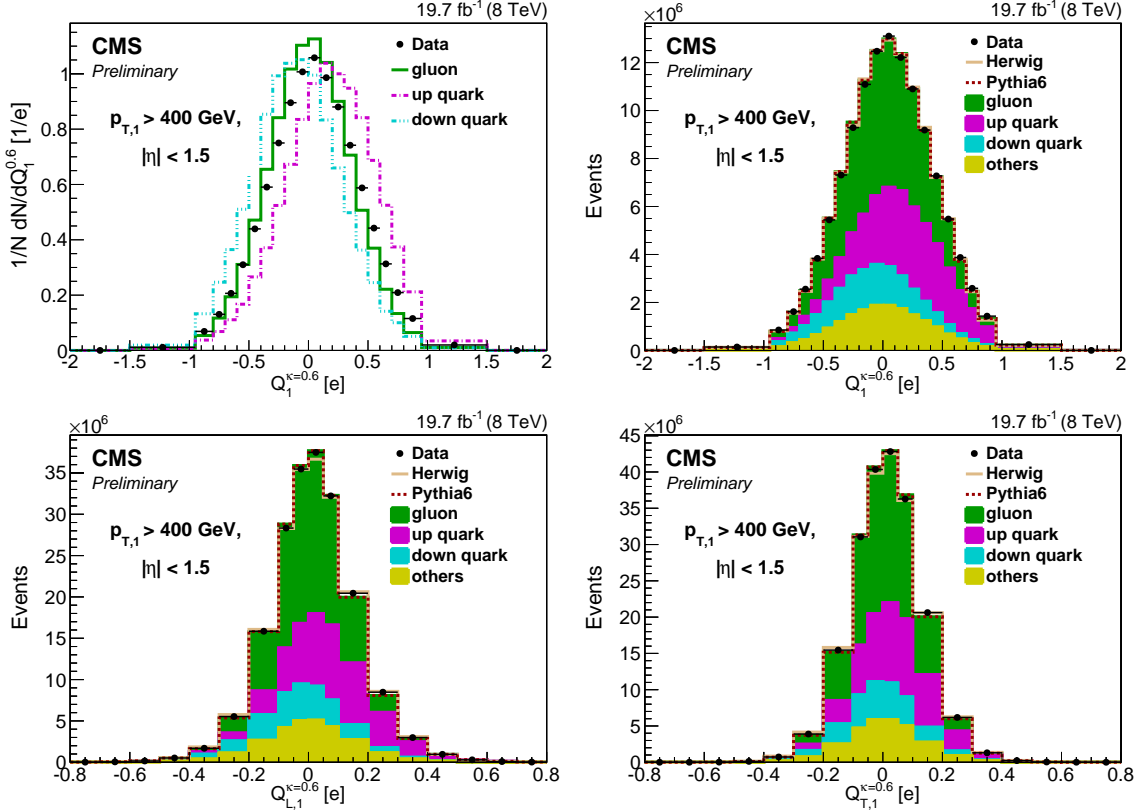 19.7 fb⁻¹ (8 TeV)
CMS
Preliminary
p_T,1 > 400 GeV,
|η| < 1.5
Data
gluon
up quark
down quark
1/N dN/dQ₁^0.6 [1/e]
0 0.2 0.4 0.6 0.8 1
-2 -1.5 -1 -0.5 0 0.5 1 1.5 2
Q₁^κ=0.6 [e]
19.7 fb⁻¹ (8 TeV)
×10⁶
CMS
Preliminary
p_T,1 > 400 GeV,
|η| < 1.5
Data
Herwig
Pythia6
gluon
up quark
down quark
others
Events
0 2 4 6 8 10 12
-2 -1.5 -1 -0.5 0 0.5 1 1.5 2
Q₁^κ=0.6 [e]
19.7 fb⁻¹ (8 TeV)
×10⁶
CMS
Preliminary
p_T,1 > 400 GeV,
|η| < 1.5
Data
Herwig
Pythia6
gluon
up quark
down quark
others
Events
0 5 10 15 20 25 30 35
-0.8 -0.6 -0.4 -0.2 0 0.2 0.4 0.6 0.8
Q_L,1^κ=0.6 [e]
19.7 fb⁻¹ (8 TeV)
×10⁶
CMS
Preliminary
p_T,1 > 400 GeV,
|η| < 1.5
Data
Herwig
Pythia6
gluon
up quark
down quark
others
Events
0 5 10 15 20 25 30 35 40 45
-0.8 -0.6 -0.4 -0.2 0 0.2 0.4 0.6 0.8
Q_T,1^κ=0.6 [e]